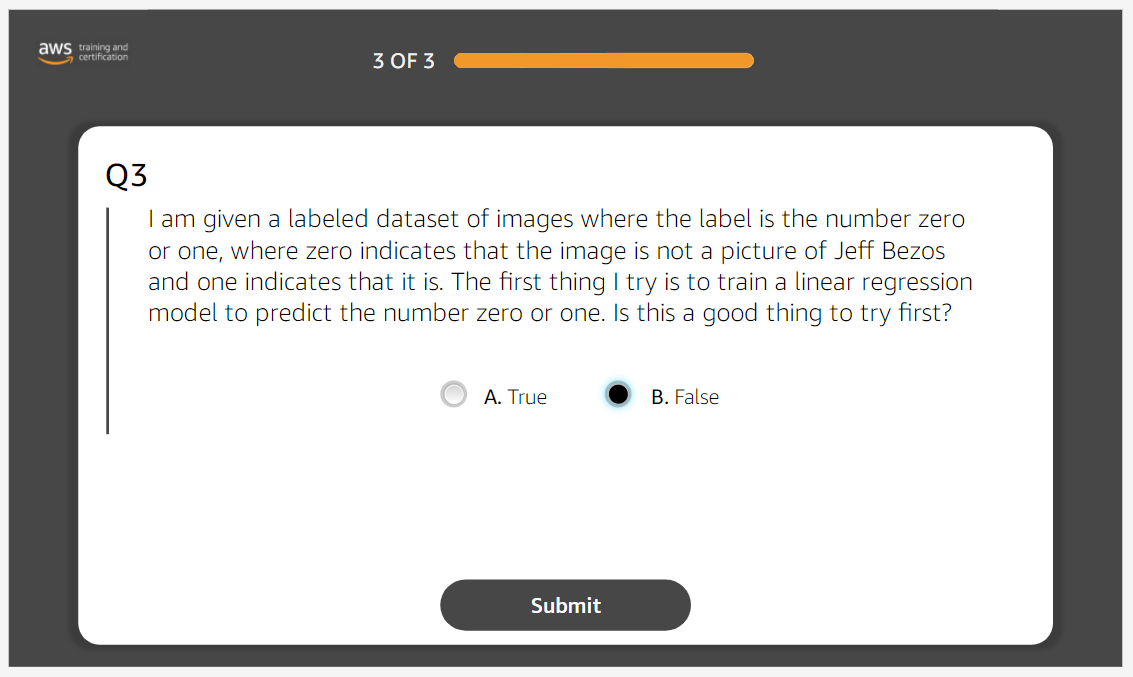 aws training and
certification
3 OF 3
Q3
I am given a labeled dataset of images where the label is the number zero
or one, where zero indicates that the image is not a picture of Jeff Bezos
and one indicates that it is. The first thing I try is to train a linear regression
model to predict the number zero or one. Is this a good thing to try first?
A. True B. False
Submit